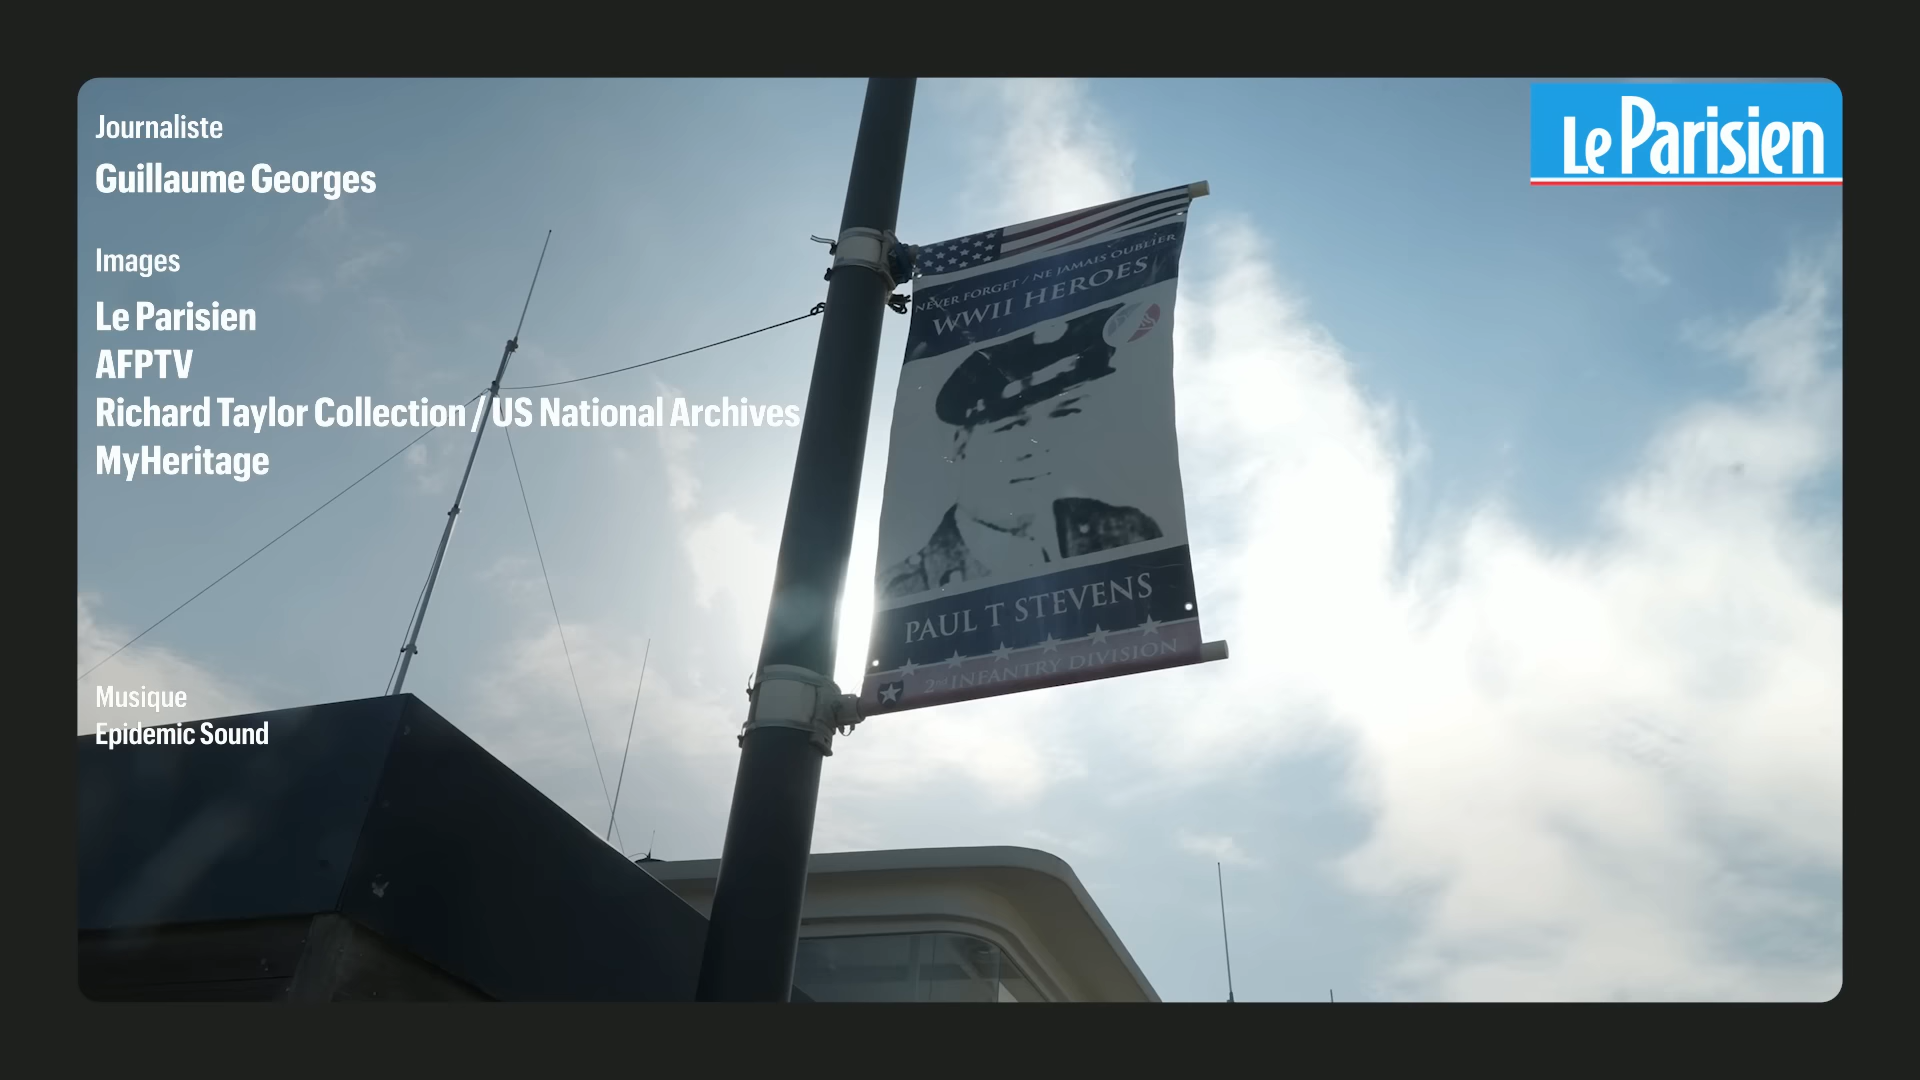 Journaliste
Guillaume Georges
Images
Le Parisien
AFPTV
Richard Taylor Collection / US National Archives
MyHeritage
Musique
Epidemic Sound
Le Parisien
NEVER FORGET / NE JAMAIS OUBLIER
WWII HEROES
PAUL T STEVENS
2nd INFANTRY DIVISION